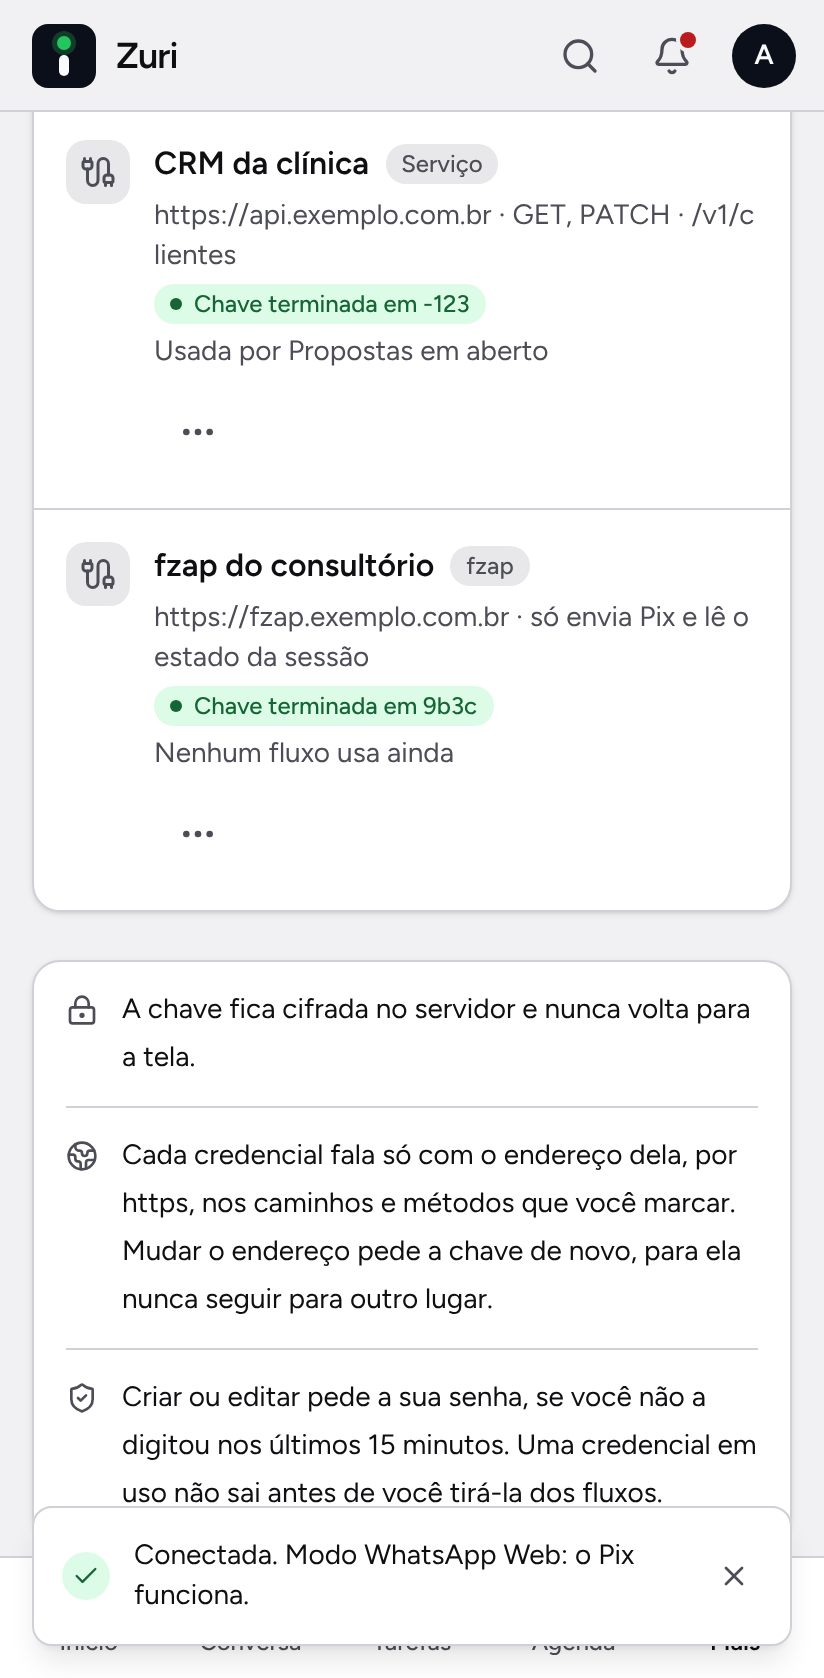 Zuri
A
CRM da clínica Serviço
https://api.exemplo.com.br · GET, PATCH · /v1/c
lientes
Chave terminada em -123
Usada por Propostas em aberto
fzap do consultório fzap
https://fzap.exemplo.com.br · só envia Pix e lê o
estado da sessão
Chave terminada em 9b3c
Nenhum fluxo usa ainda
A chave fica cifrada no servidor e nunca volta para
a tela.
Cada credencial fala só com o endereço dela, por
https, nos caminhos e métodos que você marcar.
Mudar o endereço pede a chave de novo, para ela
nunca seguir para outro lugar.
Criar ou editar pede a sua senha, se você não a
digitou nos últimos 15 minutos. Uma credencial em
uso não sai antes de você tirá-la dos fluxos.
Conectada. Modo WhatsApp Web: o Pix
funciona.
Início Conversa Tarefas Agenda Mais